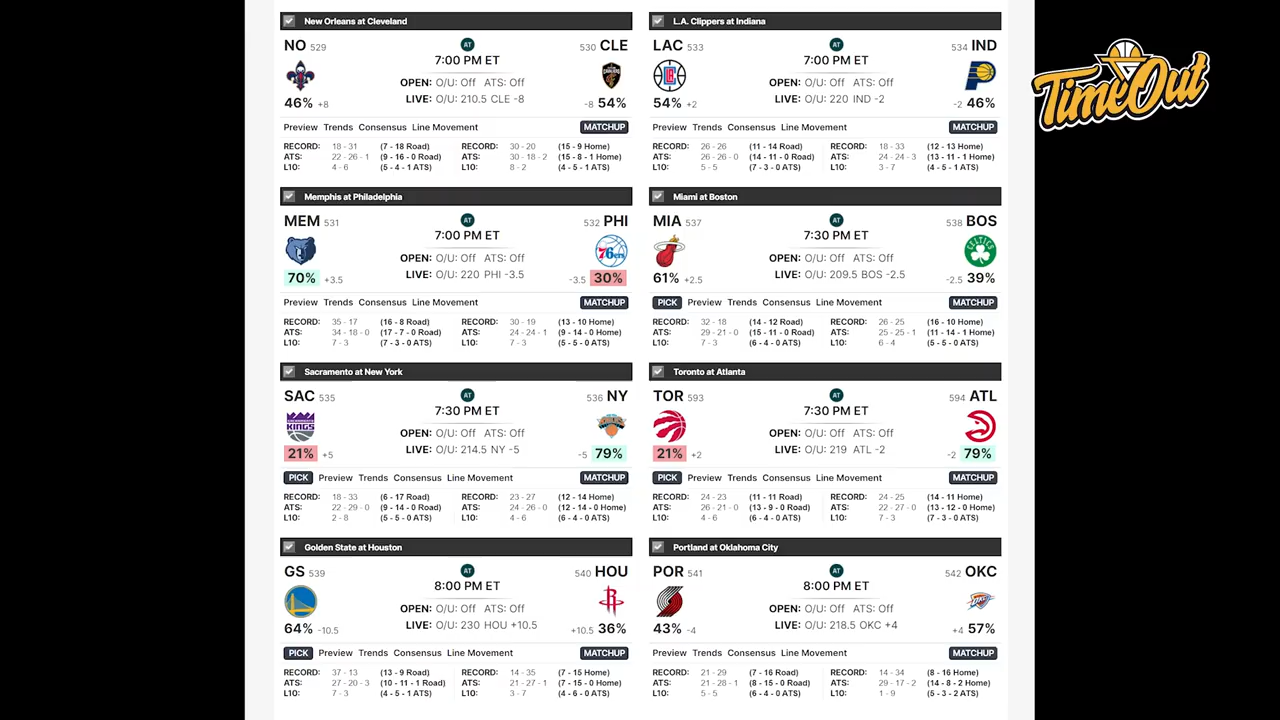 New Orleans at Cleveland
NO 529
AT
530 CLE
7:00 PM ET
OPEN: O/U: Off ATS: Off
LIVE: O/U: 210.5 CLE -8
46% +8
-8 54%
Preview Trends Consensus Line Movement
MATCHUP
RECORD: 18 - 31 (7 - 18 Road) RECORD: 30 - 20 (15 - 9 Home)
ATS: 22 - 26 - 1 (9 - 16 - 0 Road) ATS: 30 - 18 - 2 (15 - 8 - 1 Home)
L10: 4 - 6 (5 - 4 - 1 ATS) L10: 8 - 2 (4 - 5 - 1 ATS)
L.A. Clippers at Indiana
LAC 533
AT
534 IND
7:00 PM ET
OPEN: O/U: Off ATS: Off
LIVE: O/U: 220 IND -2
54% +2
-2 46%
Preview Trends Consensus Line Movement
MATCHUP
RECORD: 26 - 26 (11 - 14 Road) RECORD: 18 - 33 (12 - 13 Home)
ATS: 26 - 26 - 0 (14 - 11 - 0 Road) ATS: 24 - 24 - 3 (13 - 11 - 1 Home)
L10: 5 - 5 (7 - 3 - 0 ATS) L10: 3 - 7 (4 - 5 - 1 ATS)
TimeOut
Memphis at Philadelphia
MEM 531
AT
532 PHI
7:00 PM ET
OPEN: O/U: Off ATS: Off
LIVE: O/U: 220 PHI -3.5
76ers
70% +3.5
-3.5 30%
Preview Trends Consensus Line Movement
MATCHUP
RECORD: 35 - 17 (16 - 8 Road) RECORD: 30 - 19 (13 - 10 Home)
ATS: 34 - 18 - 0 (17 - 7 - 0 Road) ATS: 24 - 24 - 1 (9 - 14 - 0 Home)
L10: 7 - 3 (7 - 3 - 0 ATS) L10: 7 - 3 (5 - 5 - 0 ATS)
Miami at Boston
MIA 537
AT
538 BOS
7:30 PM ET
OPEN: O/U: Off ATS: Off
LIVE: O/U: 209.5 BOS -2.5
CELTICS
61% +2.5
-2.5 39%
PICK Preview Trends Consensus Line Movement
MATCHUP
RECORD: 32 - 18 (14 - 12 Road) RECORD: 26 - 25 (16 - 10 Home)
ATS: 29 - 21 - 0 (15 - 11 - 0 Road) ATS: 25 - 25 - 1 (11 - 14 - 1 Home)
L10: 7 - 3 (6 - 4 - 0 ATS) L10: 6 - 4 (5 - 5 - 0 ATS)
Sacramento at New York
SAC 535
AT
536 NY
7:30 PM ET
OPEN: O/U: Off ATS: Off
LIVE: O/U: 214.5 NY -5
KINGS
21% +5
-5 79%
PICK Preview Trends Consensus Line Movement
MATCHUP
RECORD: 18 - 33 (6 - 17 Road) RECORD: 23 - 27 (12 - 14 Home)
ATS: 22 - 29 - 0 (9 - 14 - 0 Road) ATS: 24 - 26 - 0 (12 - 14 - 0 Home)
L10: 2 - 8 (5 - 5 - 0 ATS) L10: 4 - 6 (6 - 4 - 0 ATS)
Toronto at Atlanta
TOR 593
AT
594 ATL
7:30 PM ET
OPEN: O/U: Off ATS: Off
LIVE: O/U: 219 ATL -2
21% +2
-2 79%
PICK Preview Trends Consensus Line Movement
MATCHUP
RECORD: 24 - 23 (11 - 11 Road) RECORD: 24 - 25 (14 - 11 Home)
ATS: 26 - 21 - 0 (13 - 9 - 0 Road) ATS: 22 - 27 - 0 (13 - 12 - 0 Home)
L10: 4 - 6 (6 - 4 - 0 ATS) L10: 7 - 3 (7 - 3 - 0 ATS)
Golden State at Houston
GS 539
AT
540 HOU
8:00 PM ET
OPEN: O/U: Off ATS: Off
LIVE: O/U: 230 HOU +10.5
64% -10.5
+10.5 36%
PICK Preview Trends Consensus Line Movement
MATCHUP
RECORD: 37 - 13 (13 - 9 Road) RECORD: 14 - 35 (7 - 15 Home)
ATS: 27 - 20 - 3 (10 - 11 - 1 Road) ATS: 21 - 27 - 1 (7 - 15 - 0 Home)
L10: 7 - 3 (4 - 5 - 1 ATS) L10: 3 - 7 (4 - 6 - 0 ATS)
Portland at Oklahoma City
POR 541
AT
542 OKC
8:00 PM ET
OPEN: O/U: Off ATS: Off
LIVE: O/U: 218.5 OKC +4
43% -4
+4 57%
Preview Trends Consensus Line Movement
MATCHUP
RECORD: 21 - 29 (7 - 16 Road) RECORD: 14 - 34 (8 - 16 Home)
ATS: 21 - 28 - 1 (8 - 15 - 0 Road) ATS: 29 - 17 - 2 (14 - 8 - 2 Home)
L10: 5 - 5 (6 - 4 - 0 ATS) L10: 1 - 9 (5 - 3 - 2 ATS)